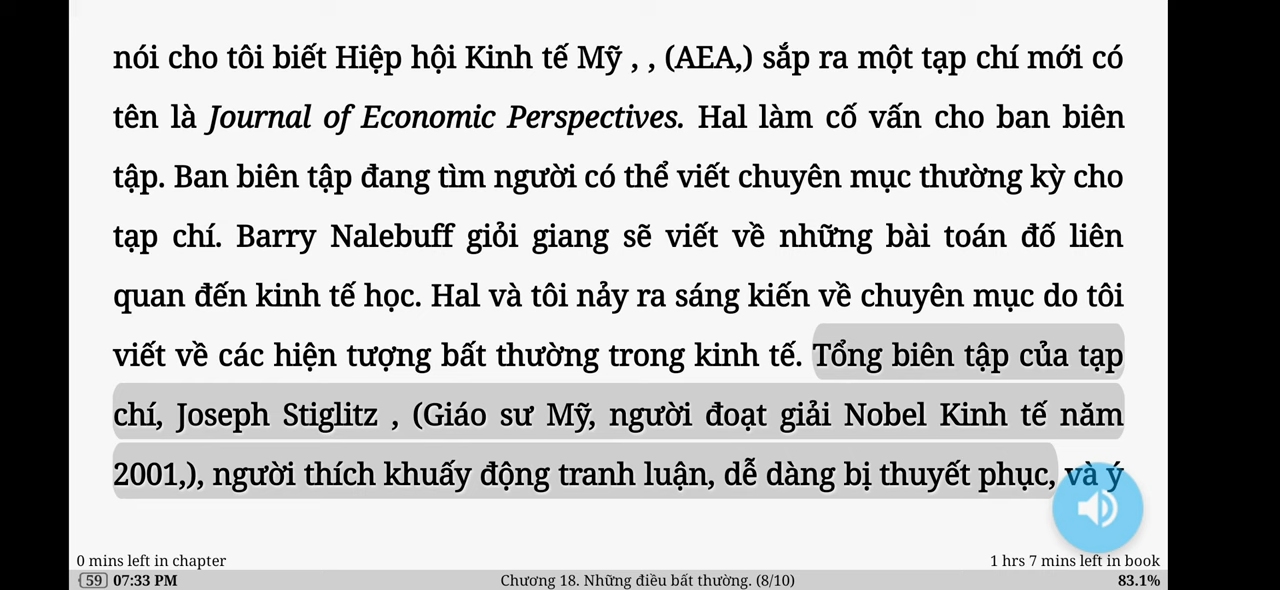 nói cho tôi biết Hiệp hội Kinh tế Mỹ , , (AEA,) sắp ra một tạp chí mới có
tên là Journal of Economic Perspectives. Hal làm cố vấn cho ban biên
tập. Ban biên tập đang tìm người có thể viết chuyên mục thường kỳ cho
tạp chí. Barry Nalebuff giỏi giang sẽ viết về những bài toán đố liên
quan đến kinh tế học. Hal và tôi nảy ra sáng kiến về chuyên mục do tôi
viết về các hiện tượng bất thường trong kinh tế. Tổng biên tập của tạp
chí, Joseph Stiglitz , (Giáo sư Mỹ, người đoạt giải Nobel Kinh tế năm
2001,), người thích khuấy động tranh luận, dễ dàng bị thuyết phục, và ý
0 mins left in chapter
1 hrs 7 mins left in book
59 07:33 PM
Chương 18. Những điều bất thường. (8/10)
83.1%